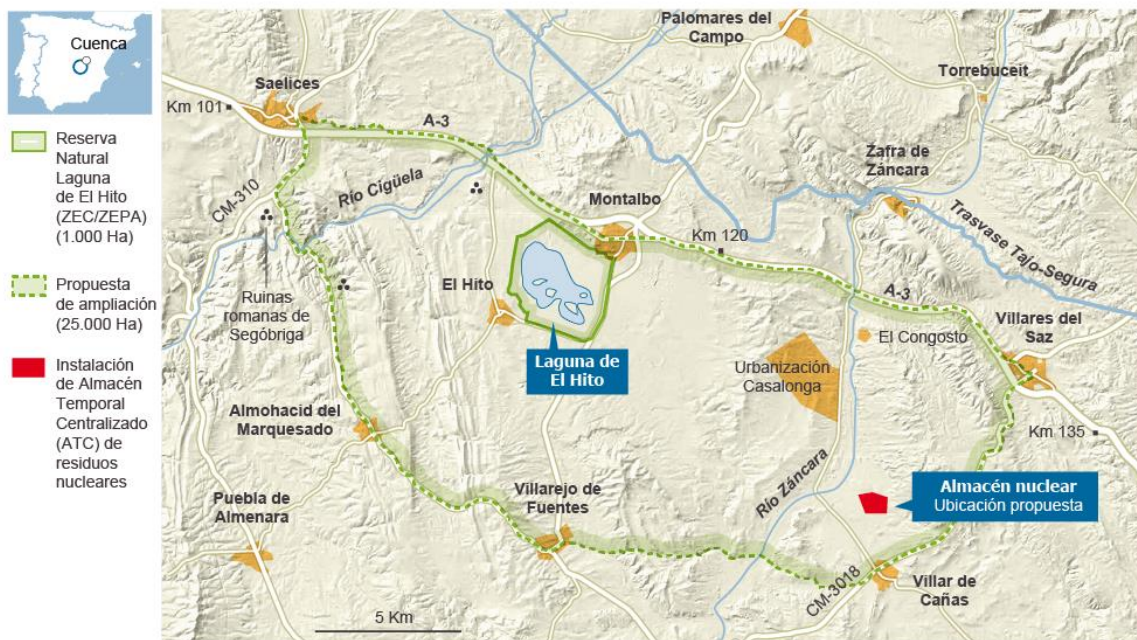 Cuenca
Reserva
Natural
Laguna
de El Hito
(ZEC/ZEPA)
(1.000 Ha)
Propuesta
de ampliación
(25.000 Ha)
Instalación
de Almacén
Temporal
Centralizado
(ATC) de
residuos
nucleares
Palomares del
Campo
Saelices
Torrebuceit
Km 101
A-3
Zafra de
Záncara
CM-310
Río Cigüela
Montalbo
Km 120
Trasvase Tajo-Segura
Ruinas
romanas de
Segóbriga
El Hito
A-3
El Congosto
Villares del
Saz
Laguna de
El Hito
Urbanización
Casalonga
Almohacid del
Marquesado
Km 135
Puebla de
Almenara
Villarejo de
Fuentes
Río Záncara
Almacén nuclear
Ubicación propuesta
CM-3018
Villar de
Cañas
5 Km